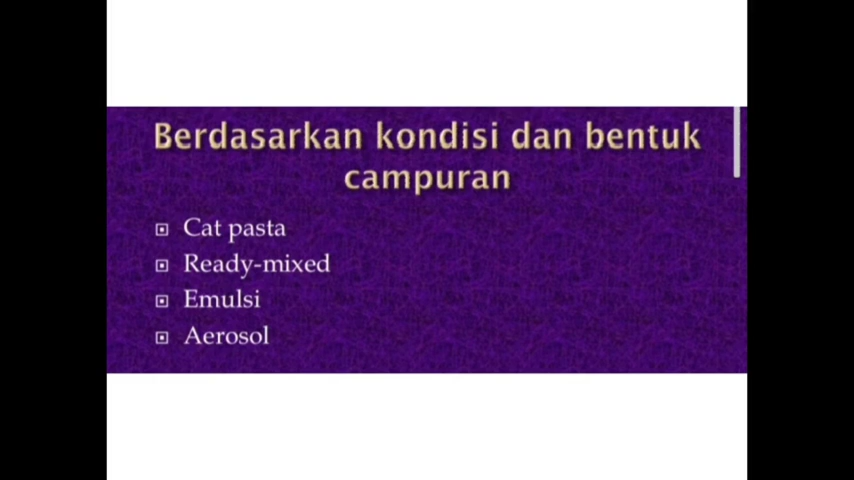 Berdasarkan kondisi dan bentuk
campuran
Cat pasta
Ready-mixed
Emulsi
Aerosol